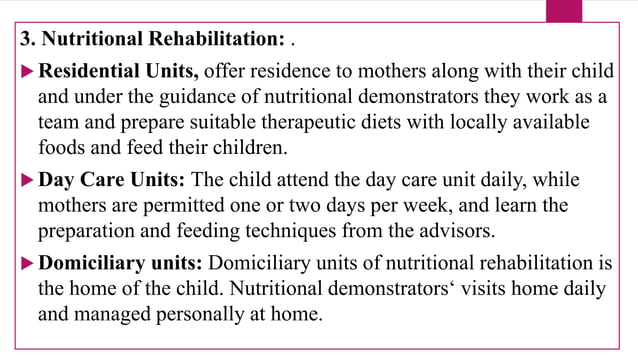 3. Nutritional Rehabilitation: .
Residential Units, offer residence to mothers along with their child
and under the guidance of nutritional demonstrators they work as a
team and prepare suitable therapeutic diets with locally available
foods and feed their children.
Day Care Units: The child attend the day care unit daily, while
mothers are permitted one or two days per week, and learn the
preparation and feeding techniques from the advisors.
Domiciliary units: Domiciliary units of nutritional rehabilitation is
the home of the child. Nutritional demonstrators‘ visits home daily
and managed personally at home.